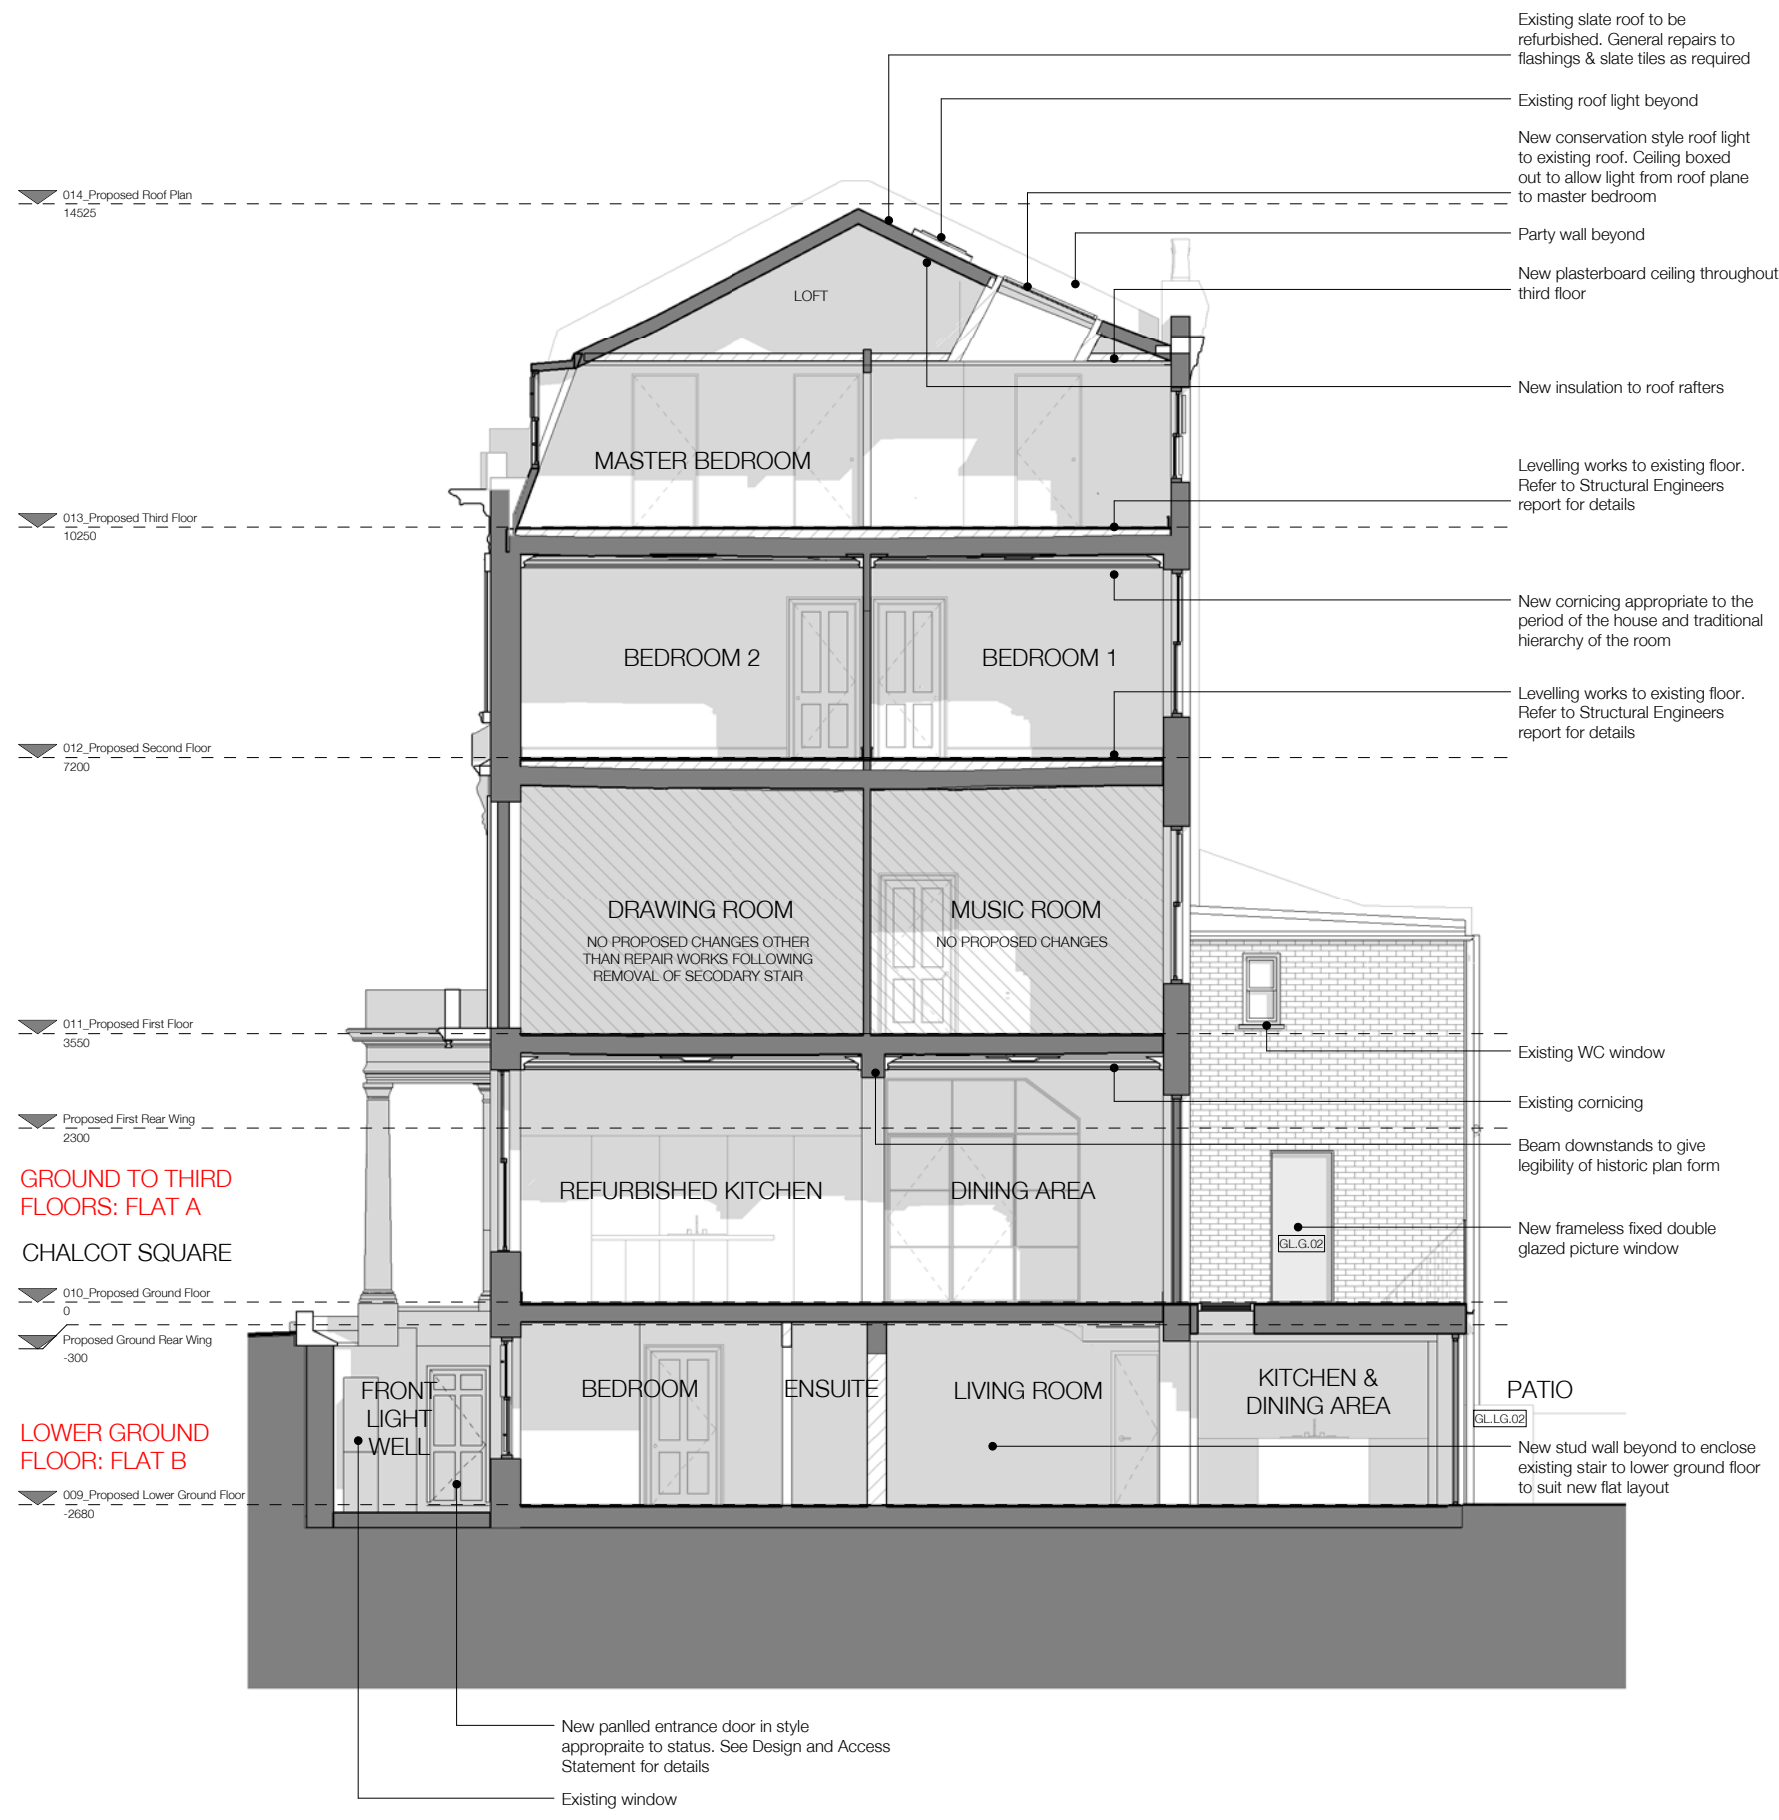 Existing slate roof to be
refurbished. General repairs to
flashings & slate tiles as required
Existing roof light beyond
New conservation style roof light
to existing roof. Ceiling boxed
out to allow light from roof plane
to master bedroom
014_Proposed Roof Plan
14525
Party wall beyond
New plasterboard ceiling throughout
third floor
LOFT
New insulation to roof rafters
MASTER BEDROOM
Levelling works to existing floor.
Refer to Structural Engineers
report for details
013_Proposed Third Floor
10250
New cornicing appropriate to the
period of the house and traditional
hierarchy of the room
BEDROOM 2
BEDROOM 1
Levelling works to existing floor.
Refer to Structural Engineers
report for details
012_Proposed Second Floor
7200
DRAWING ROOM
NO PROPOSED CHANGES OTHER
THAN REPAIR WORKS FOLLOWING
REMOVAL OF SECODARY STAIR
MUSIC ROOM
NO PROPOSED CHANGES
011_Proposed First Floor
3550
Existing WC window
Existing cornicing
Proposed First Rear Wing
2300
Beam downstands to give
legibility of historic plan form
GROUND TO THIRD
FLOORS: FLAT A
REFURBISHED KITCHEN
DINING AREA
New frameless fixed double
glazed picture window
GL.G.02
CHALCOT SQUARE
010_Proposed Ground Floor
0
Proposed Ground Rear Wing
-300
FRONT
LIGHT
WELL
BEDROOM
ENSUITE
LIVING ROOM
KITCHEN &
DINING AREA
PATIO
GL.LG.02
LOWER GROUND
FLOOR: FLAT B
New stud wall beyond to enclose
existing stair to lower ground floor
to suit new flat layout
009_Proposed Lower Ground Floor
-2680
New panlled entrance door in style
appropraite to status. See Design and Access
Statement for details
Existing window